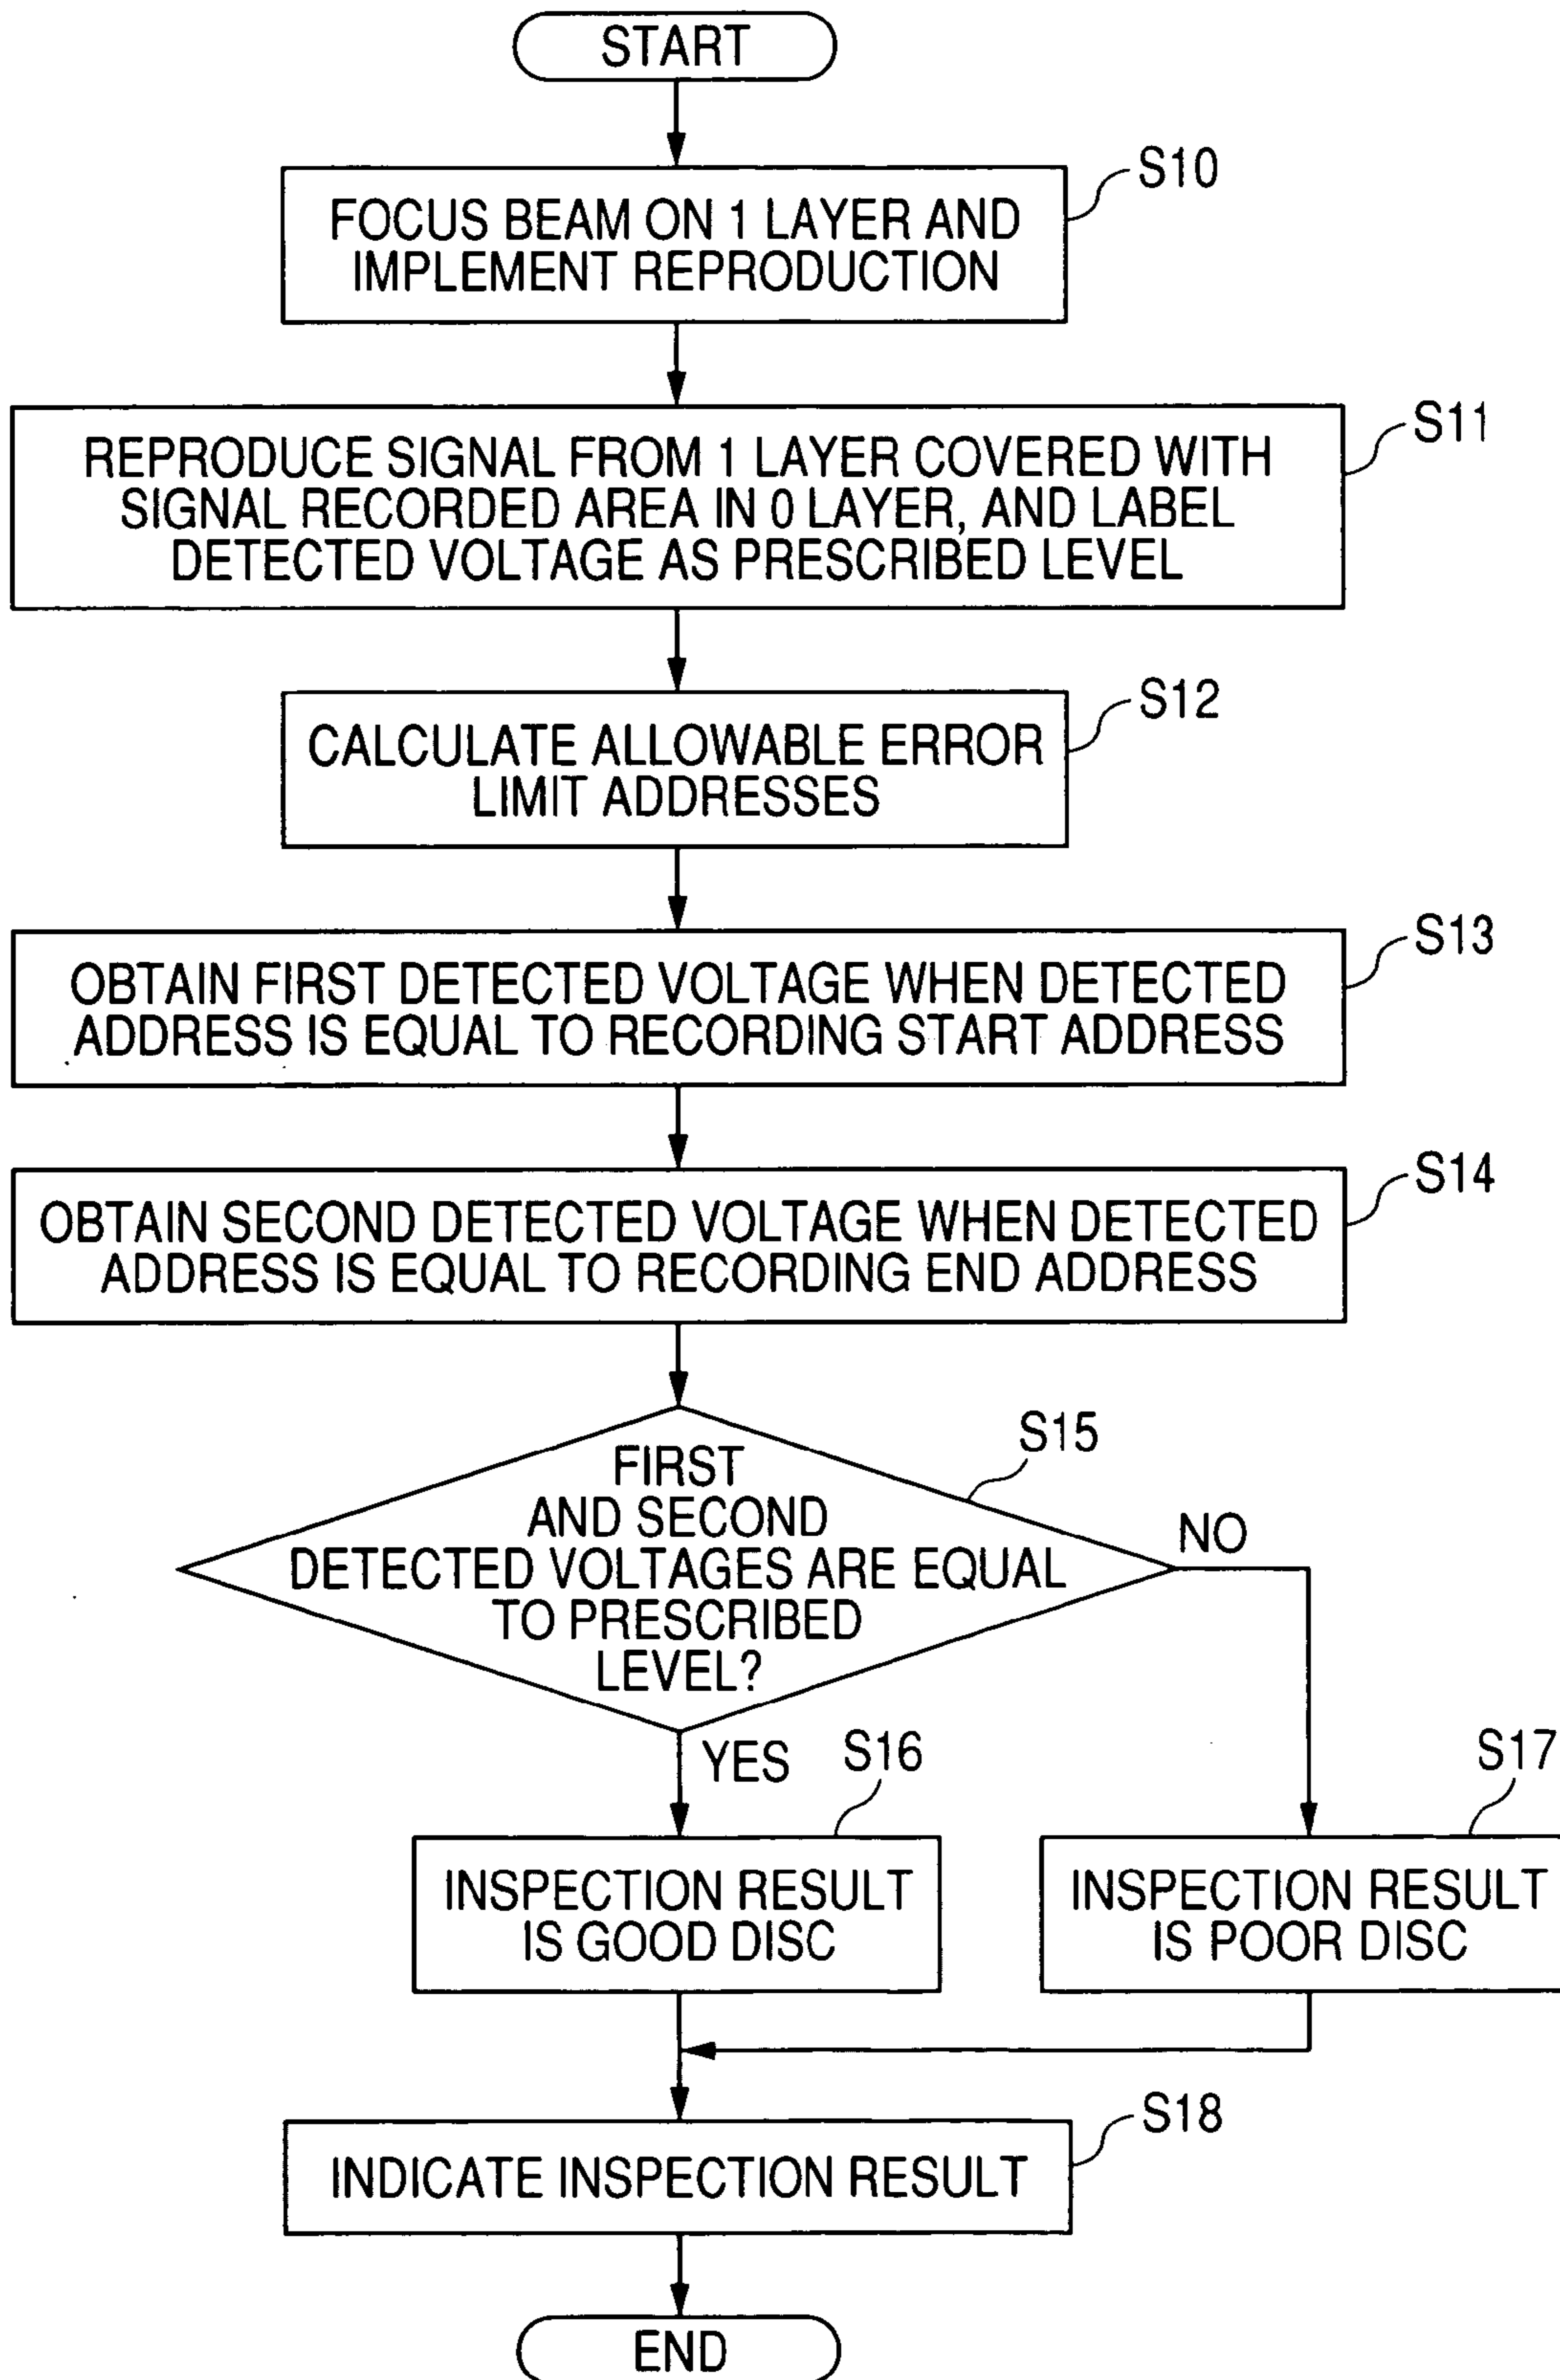 START
S10
FOCUS BEAM ON 1 LAYER AND
IMPLEMENT REPRODUCTION
S11
REPRODUCE SIGNAL FROM 1 LAYER COVERED WITH
SIGNAL RECORDED AREA IN 0 LAYER, AND LABEL
DETECTED VOLTAGE AS PRESCRIBED LEVEL
S12
CALCULATE ALLOWABLE ERROR
LIMIT ADDRESSES
S13
OBTAIN FIRST DETECTED VOLTAGE WHEN DETECTED
ADDRESS IS EQUAL TO RECORDING START ADDRESS
S14
OBTAIN SECOND DETECTED VOLTAGE WHEN DETECTED
ADDRESS IS EQUAL TO RECORDING END ADDRESS
S15
FIRST
AND SECOND
DETECTED VOLTAGES ARE EQUAL
TO PRESCRIBED
LEVEL?
NO
YES
S16
S17
INSPECTION RESULT
IS GOOD DISC
INSPECTION RESULT
IS POOR DISC
S18
INDICATE INSPECTION RESULT
END